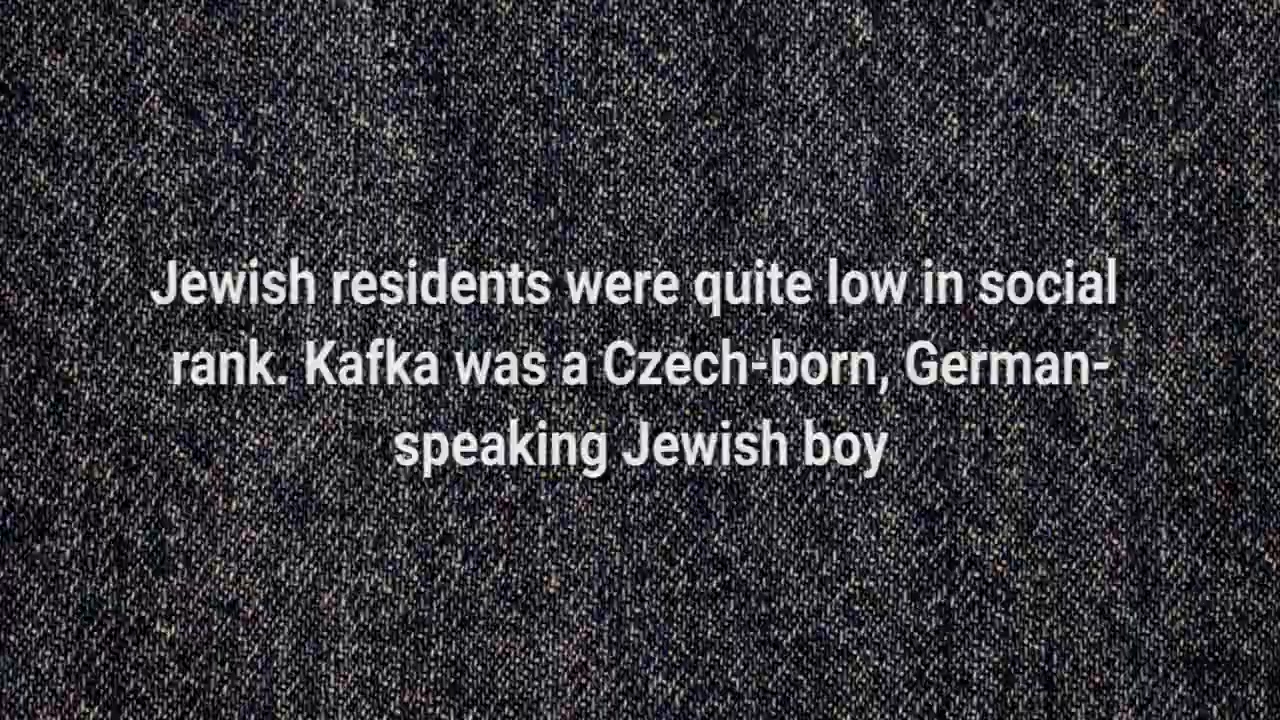 Jewish residents were quite low in social
rank. Kafka was a Czech-born, German-
speaking Jewish boy